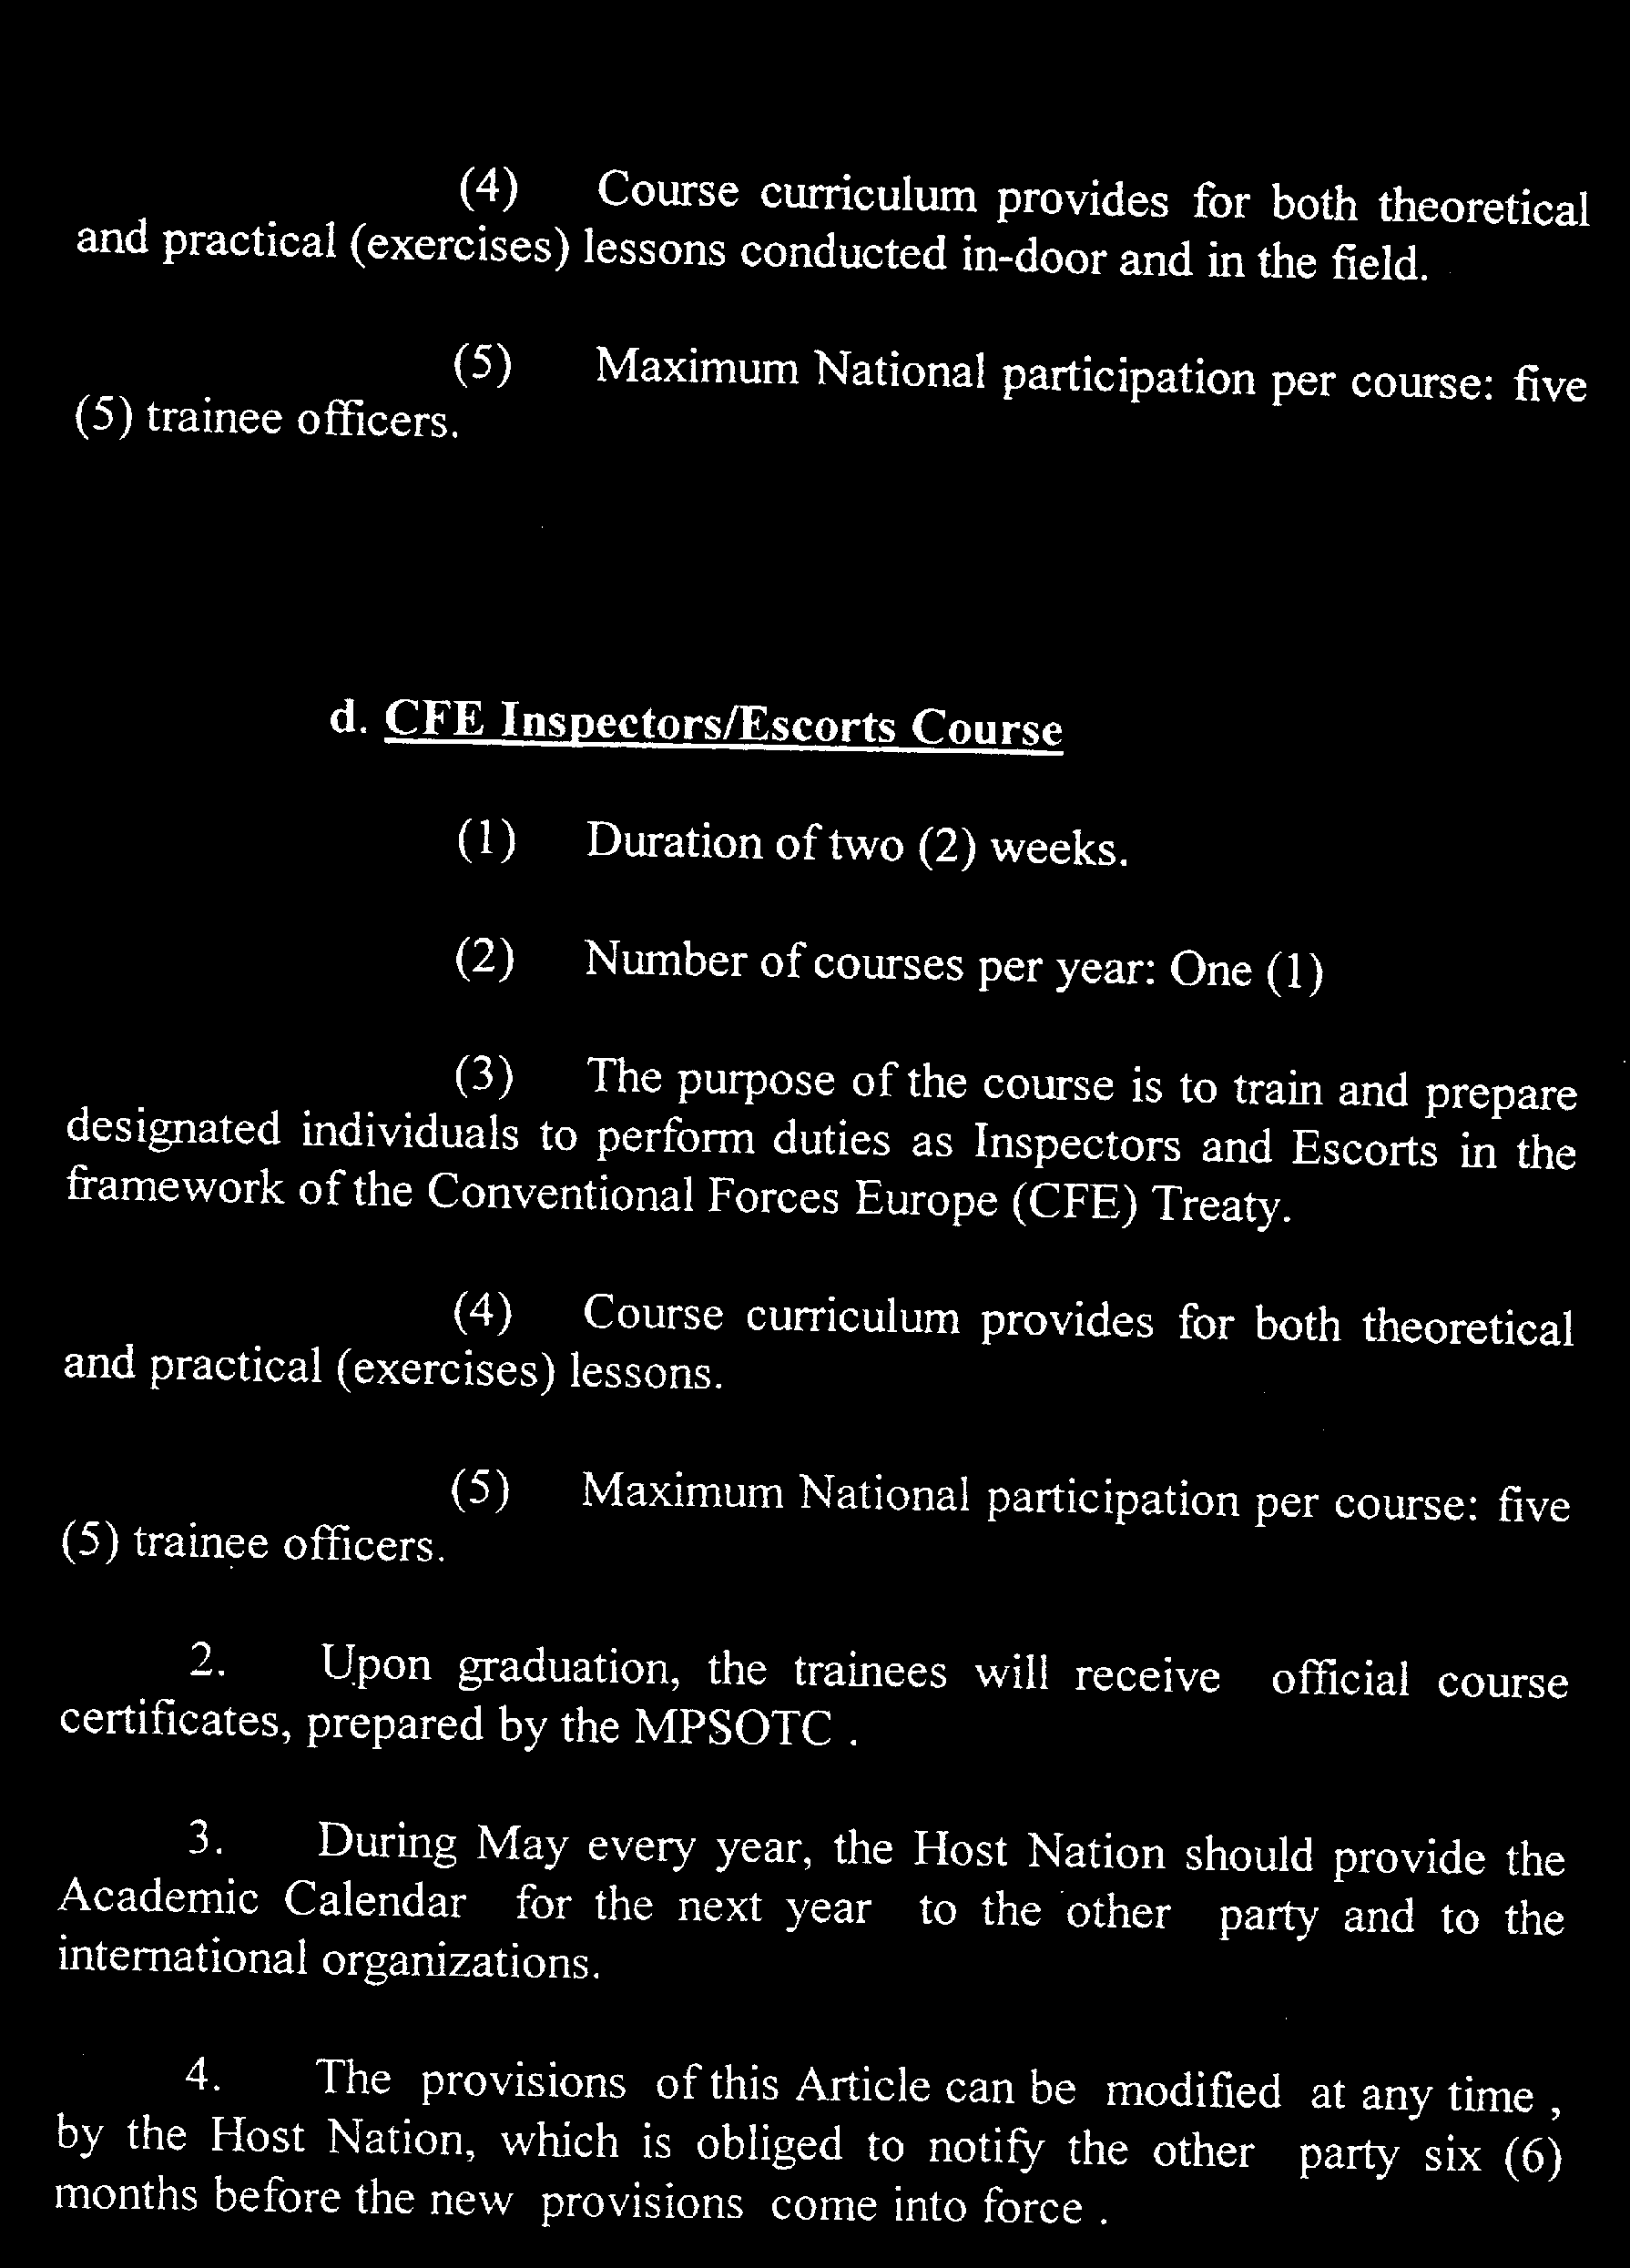 (4) Course curriculum provides for both theoretical
and practical (exercises) lessons conducted in-door and in the field.
(5) Maximum National participation per course: five
(5) trainee officers.
d. CFE Inspectors/Escorts Course
(1) Duration of two (2) weeks.
(2) Number of courses per year: One (1)
(3) The purpose of the course is to train and prepare
designated individuals to perform duties as Inspectors and Escorts in the
framework of the Conventional Forces Europe (CFE) Treaty.
(4) Course curriculum provides for both theoretical
and practical (exercises) lessons.
(5) Maximum National participation per course: five
(5) trainee officers.
2. Upon graduation, the trainees will receive official course
certificates, prepared by the MPSOTC .
3. During May every year, the Host Nation should provide the
Academic Calendar for the next year to the other party and to the
international organizations.
4. The provisions of this Article can be modified at any time ,
by the Host Nation, which is obliged to notify the other party six (6)
months before the new provisions come into force .